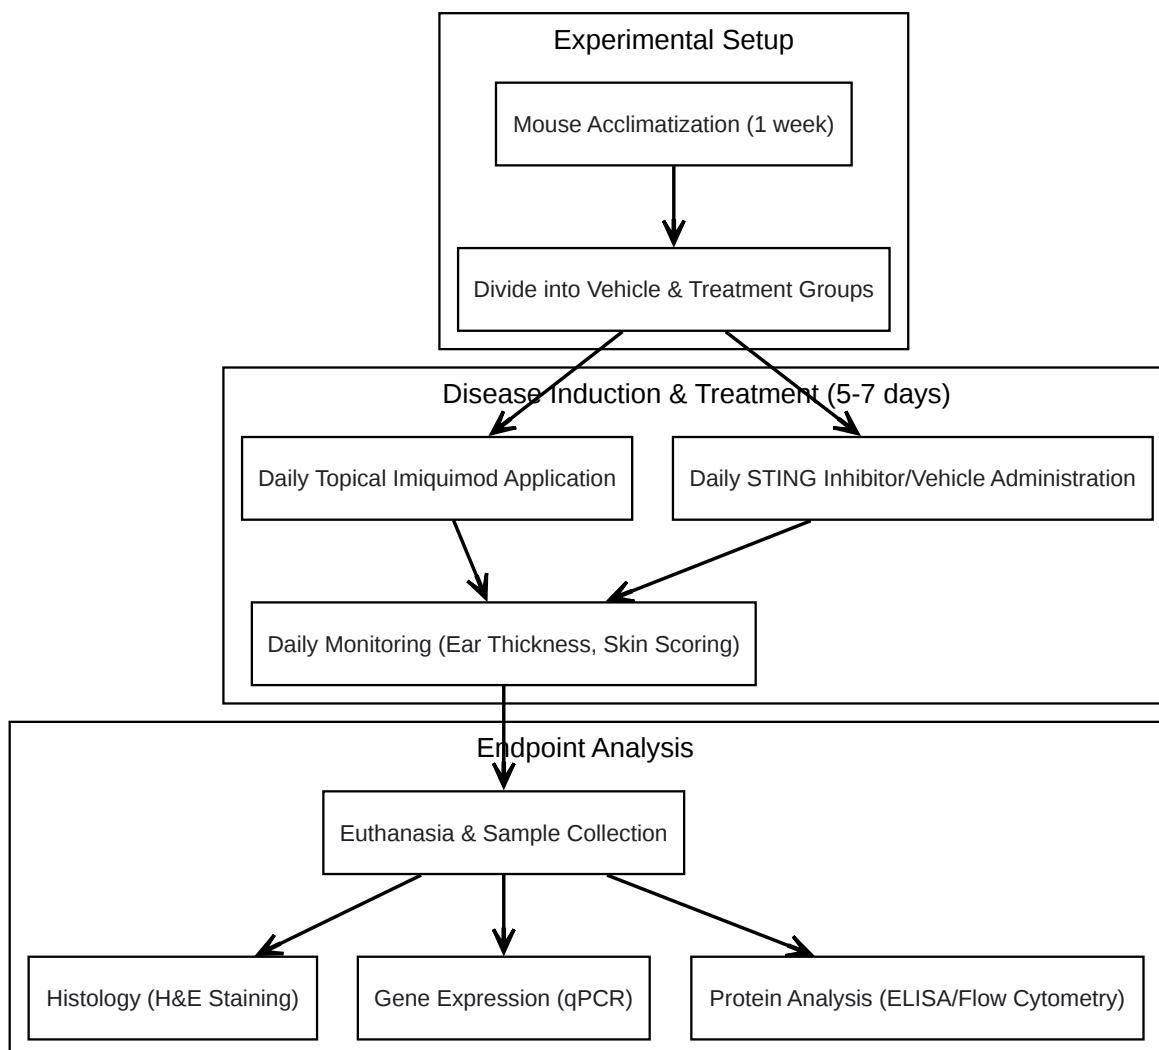 Experimental Setup
Mouse Acclimatization (1 week)
Divide into Vehicle & Treatment Groups
Disease Induction & Treatment (5-7 days)
Daily Topical Imiquimod Application
Daily STING Inhibitor/Vehicle Administration
Daily Monitoring (Ear Thickness, Skin Scoring)
Endpoint Analysis
Euthanasia & Sample Collection
Histology (H&E Staining)
Gene Expression (qPCR)
Protein Analysis (ELISA/Flow Cytometry)